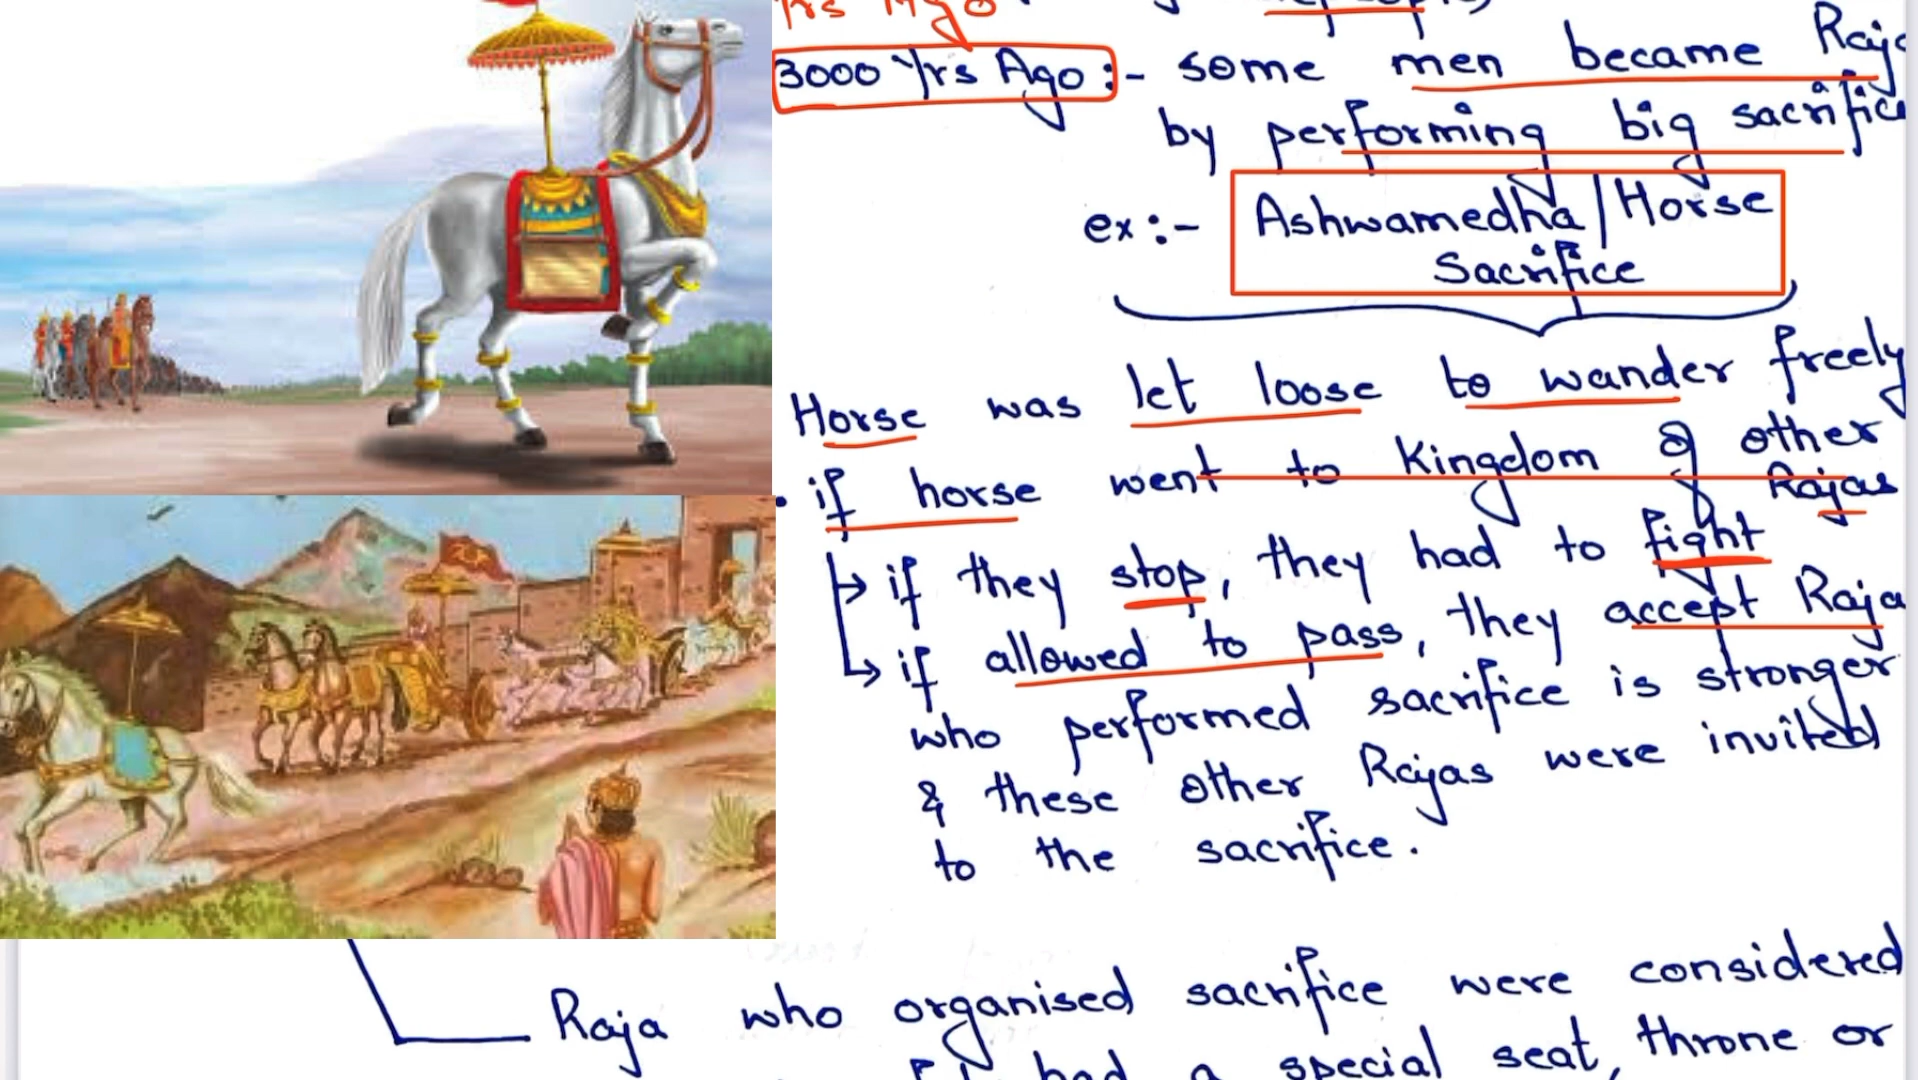 Yrs Ago
3000 Yrs Ago :- some men became Raja
by performing big sacrifice
ex :- Ashwamedha / Horse
Sacrifice
Horse was let loose to wander freely
. if horse went to Kingdom of other
Rajas
if they stop, they had to fight
if allowed to pass, they accept Raja
who performed sacrifice is stronger
& these other Rajas were invited
to the sacrifice.
Raja who organised sacrifice were considered
had a special seat, throne or